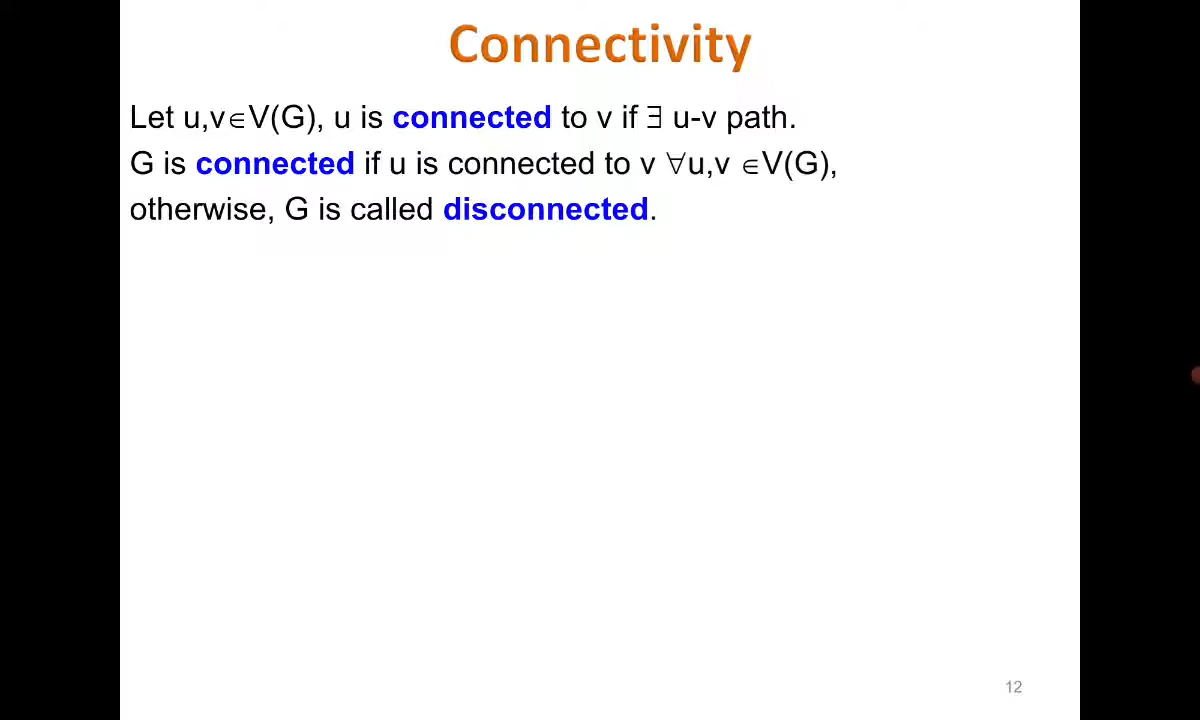 Connectivity
Let u,v∈V(G), u is connected to v if ∃ u-v path.
G is connected if u is connected to v ∀u,v ∈V(G),
otherwise, G is called disconnected.
12